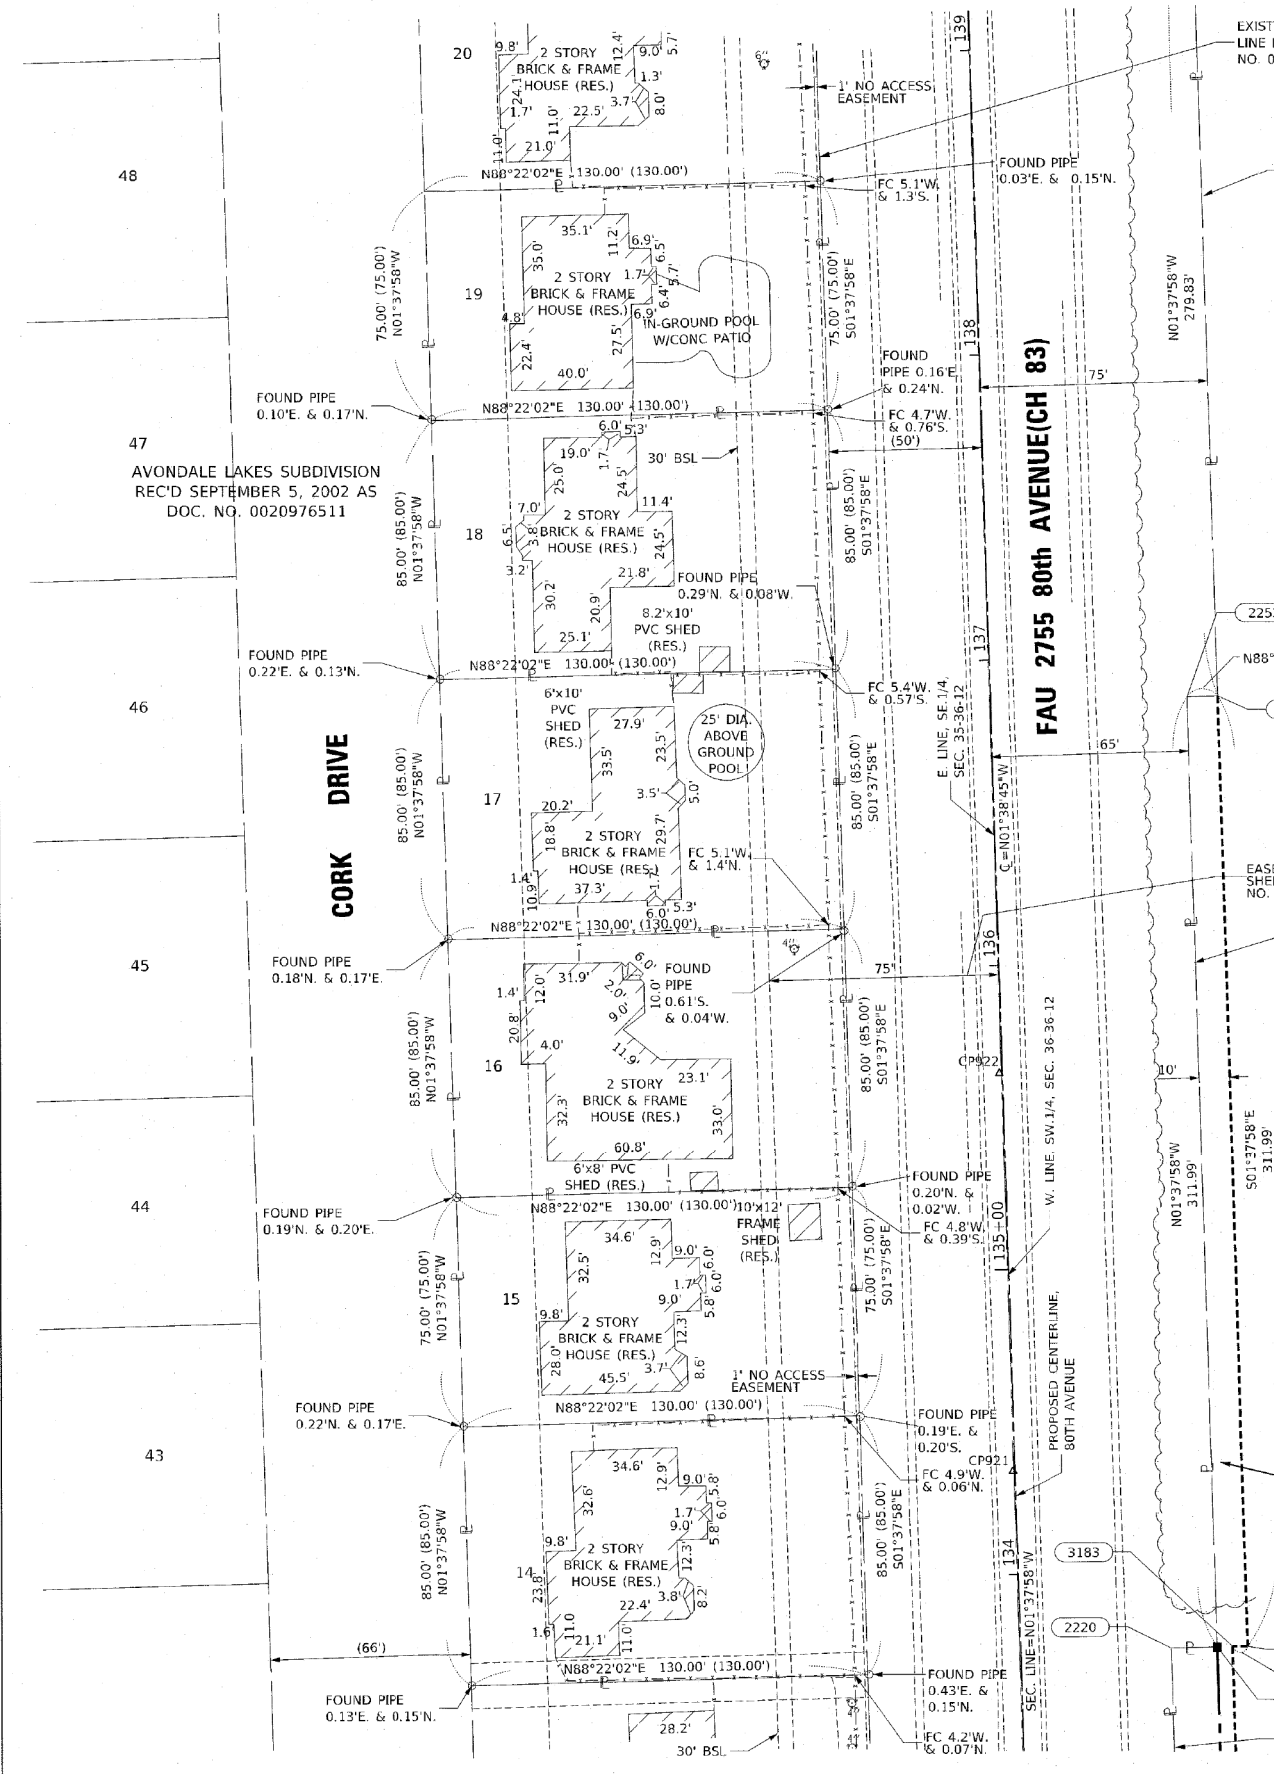 20
9.8'
2 STORY
BRICK & FRAME
HOUSE (RES.)
12.4'
9.0'
5.7'
1.3'
3.7'
8.0'
24.1'
1.7'
11.0'
22.5'
11.0'
21.0'
6"
1' NO ACCESS
EASEMENT
139
EXIST
LINE
NO. 0
N88°22'02"E 130.00' (130.00')
FOUND PIPE
0.03'E. & 0.15'N.
FC 5.1'W.
& 1.3'S.
48
19
75.00' (75.00')
N01°37'58"W
35.1'
11.2'
6.9'
6.5'
35.0'
2 STORY
BRICK & FRAME
HOUSE (RES.)
1.7'
5.7'
6.4'
6.9'
4.8'
22.4'
27.5'
40.0'
IN-GROUND POOL
W/CONC PATIO
75.00' (75.00')
S01°37'58"E
138
N01°37'58"W
279.83'
FOUND
PIPE 0.16'E
& 0.24'N.
75'
FOUND PIPE
0.10'E. & 0.17'N.
N88°22'02"E 130.00' (130.00')
FC 4.7'W.
& 0.76'S.
(50')
FAU 2755 80th AVENUE(CH 83)
47
AVONDALE LAKES SUBDIVISION
REC'D SEPTEMBER 5, 2002 AS
DOC. NO. 0020976511
18
85.00' (85.00')
N01°37'58"W
6.0'
5.3'
19.0'
1.7'
25.0'
24.5'
30' BSL
7.0'
11.4'
6.5'
3.8'
2 STORY
BRICK & FRAME
HOUSE (RES.)
24.5'
3.2'
21.8'
30.2'
20.9'
25.1'
85.00' (85.00')
S01°37'58"E
FOUND PIPE
0.29'N. & 0.08'W.
8.2'x10'
PVC SHED
(RES.)
137
N88°
FOUND PIPE
0.22'E. & 0.13'N.
N88°22'02"E 130.00' (130.00')
FC 5.4'W.
& 0.57'S.
46
CORK DRIVE
17
85.00' (85.00')
N01°37'58"W
6'x10'
PVC
SHED
(RES.)
27.9'
33.5'
23.5'
25' DIA.
ABOVE
GROUND
POOL
3.5'
5.0'
20.2'
18.8'
2 STORY
BRICK & FRAME
HOUSE (RES.)
29.7'
1.4'
10.9'
37.3'
1.7'
6.0'
5.3'
FC 5.1'W.
& 1.4'N.
85.00' (85.00')
S01°37'58"E
E. LINE, SE.1/4,
SEC. 35-36-12
65'
℄=N01°38'45"W
EASE
SHE
NO.
N88°22'02"E 130.00' (130.00')
136
45
FOUND PIPE
0.18'N. & 0.17'E.
16
85.00' (85.00')
N01°37'58"W
31.9'
6.0'
2.0'
12.0'
1.4'
10.0'
9.0'
20.8'
4.0'
11.9'
23.1'
FOUND
PIPE
0.61'S.
& 0.04'W.
4"
75'
2 STORY
BRICK & FRAME
HOUSE (RES.)
32.3'
33.0'
60.8'
6'x8' PVC
SHED (RES.)
85.00' (85.00')
S01°37'58"E
CP922
W. LINE, SW.1/4, SEC. 36-36-12
10'
N01°37'58"W
311.99'
S01°37'58"E
311.99'
44
FOUND PIPE
0.19'N. & 0.20'E.
N88°22'02"E 130.00' (130.00')
FOUND PIPE
0.20'N. &
0.02'W.
FC 4.8'W.
& 0.39'S.
10'x12'
FRAME
SHED
(RES.)
135+00
15
75.00' (75.00')
N01°37'58"W
34.6'
12.9'
9.0'
6.0'
32.5'
1.7'
6.0'
9.0'
5.8'
9.8'
2 STORY
BRICK & FRAME
HOUSE (RES.)
12.3'
28.0'
3.7'
8.6'
45.5'
75.00' (75.00')
S01°37'58"E
1' NO ACCESS
EASEMENT
PROPOSED CENTERLINE,
80TH AVENUE
N88°22'02"E 130.00' (130.00')
FOUND PIPE
0.22'N. & 0.17'E.
FOUND PIPE
0.19'E. &
0.20'S.
FC 4.9'W.
& 0.06'N.
CP921
43
14
85.00' (85.00')
N01°37'58"W
34.6'
12.9'
9.0'
5.8'
32.6'
1.7'
6.0'
9.0'
5.8'
9.8'
2 STORY
BRICK & FRAME
HOUSE (RES.)
12.3'
23.8'
3.8'
8.2'
22.4'
1.6'
11.0
21.1'
11.0'
85.00' (85.00')
S01°37'58"E
134
3183
2220
SEC. LINE=N01°37'58"W
(66')
N88°22'02"E 130.00' (130.00')
FOUND PIPE
0.43'E. &
0.15'N.
FOUND PIPE
0.13'E. & 0.15'N.
28.2'
30' BSL
FC 4.2'W.
& 0.07'N.